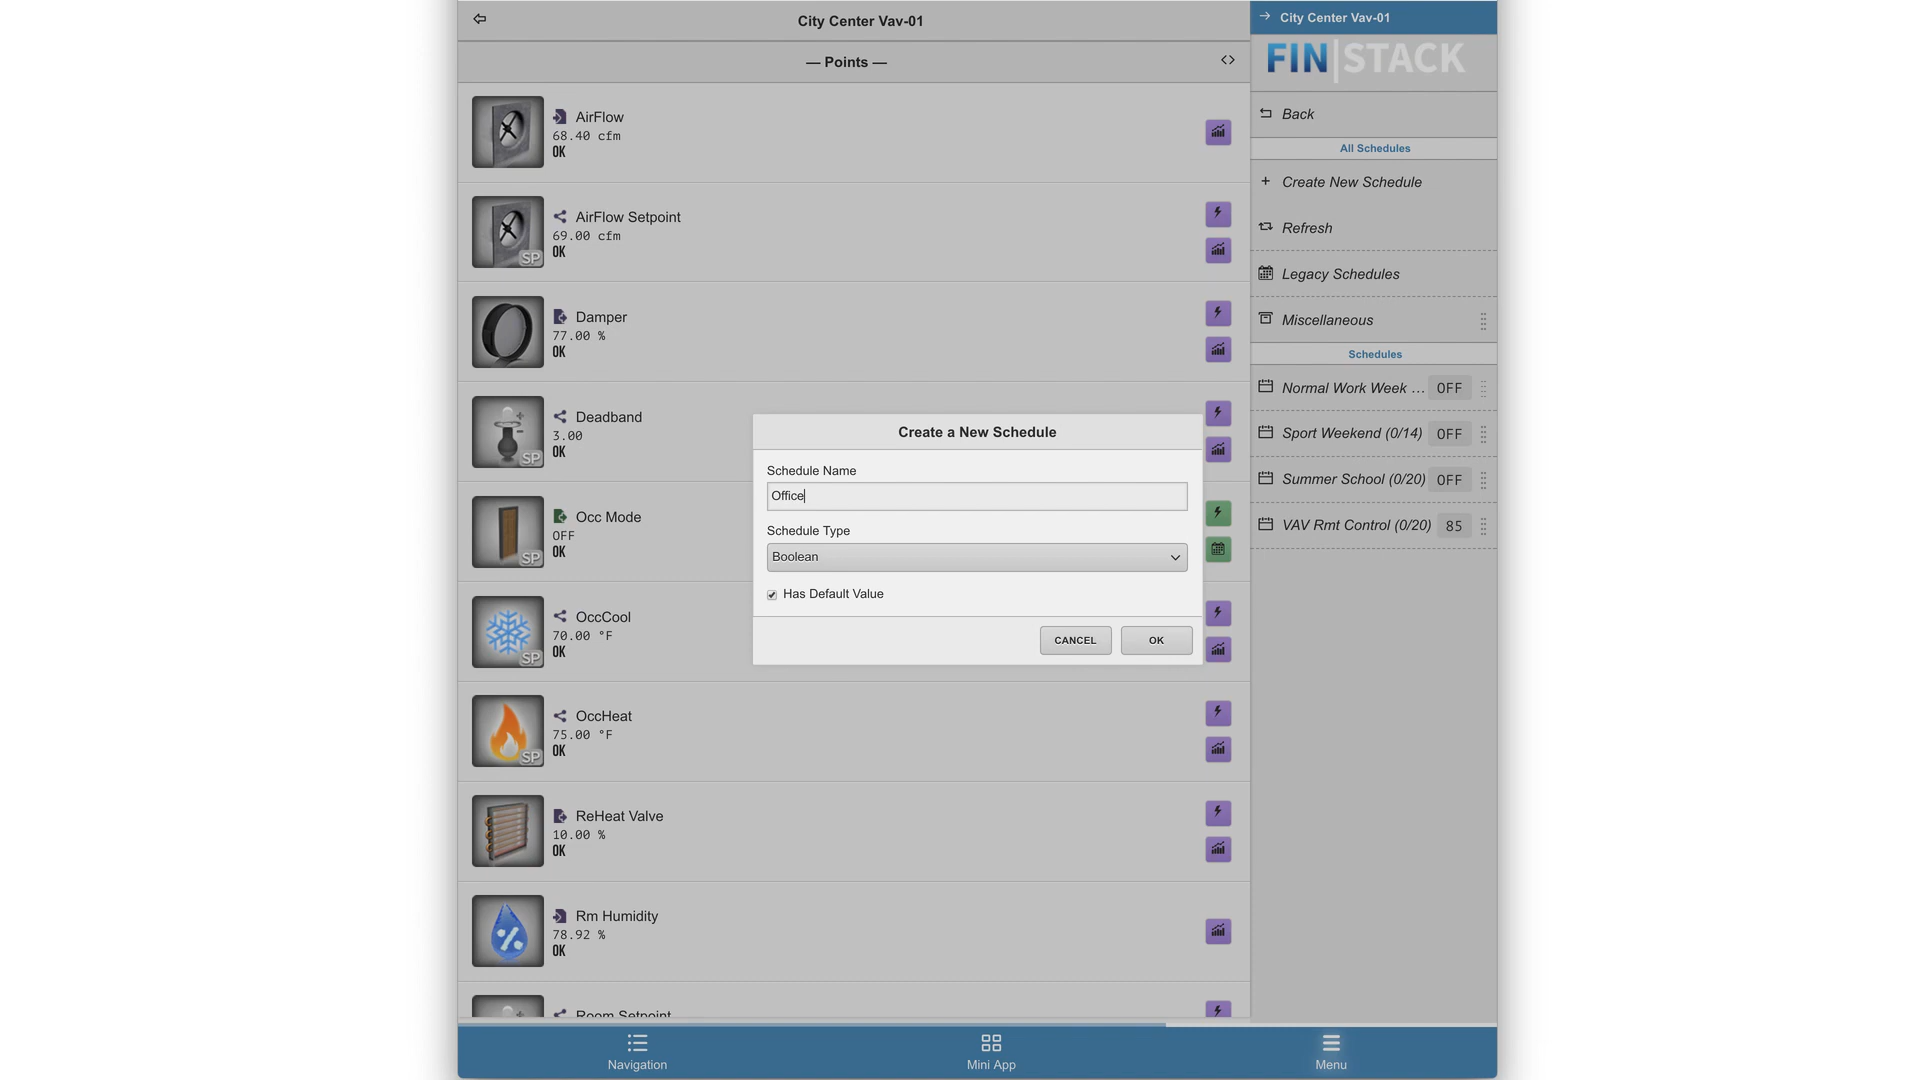 City Center Vav-01
— Points —
AirFlow
68.40 cfm
OK
AirFlow Setpoint
69.00 cfm
OK
SP
Damper
77.00 %
OK
Deadband
3.00
OK
SP
Occ Mode
OFF
OK
SP
OccCool
70.00 °F
OK
SP
OccHeat
75.00 °F
OK
SP
ReHeat Valve
10.00 %
OK
Rm Humidity
78.92 %
OK
Room Setpoint
Create a New Schedule
Schedule Name
Office
Schedule Type
Boolean
Has Default Value
CANCEL
OK
City Center Vav-01
FIN|STACK
Back
All Schedules
Create New Schedule
Refresh
Legacy Schedules
Miscellaneous
Schedules
Normal Work Week ... OFF
Sport Weekend (0/14) OFF
Summer School (0/20) OFF
VAV Rmt Control (0/20) 85
Navigation
Mini App
Menu